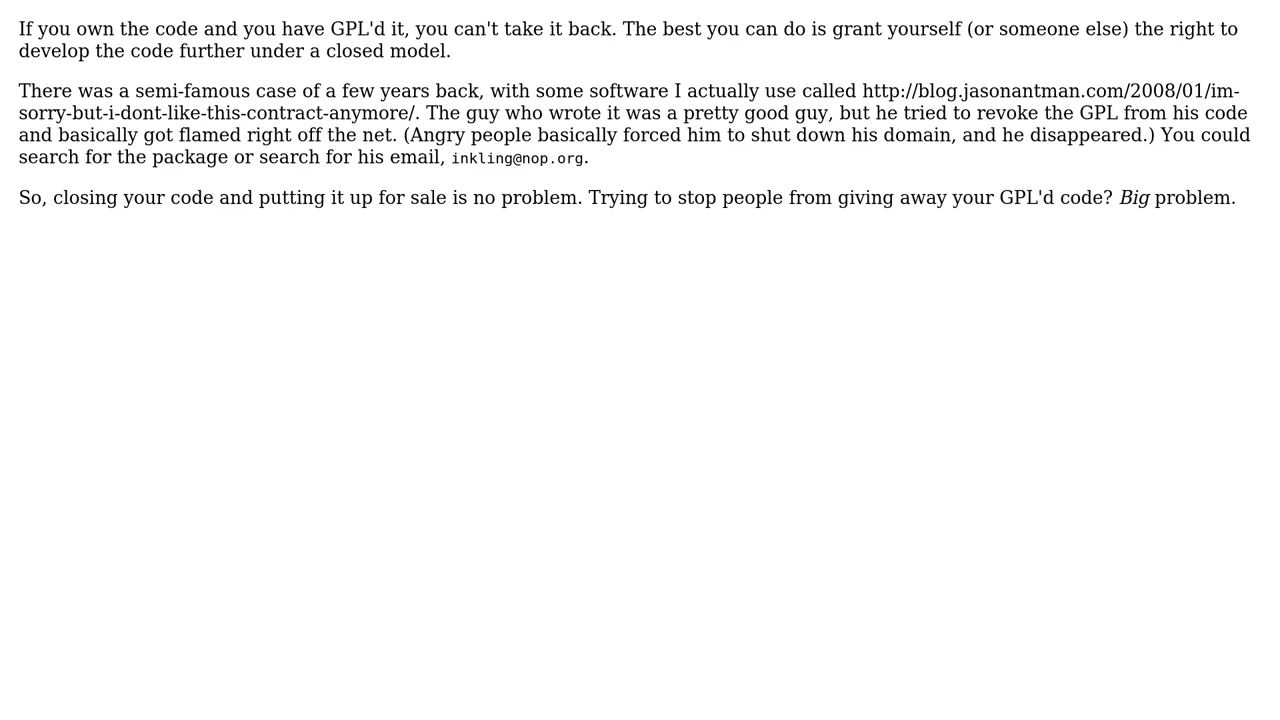 If you own the code and you have GPL'd it, you can't take it back. The best you can do is grant yourself (or someone else) the right to
develop the code further under a closed model.
There was a semi-famous case of a few years back, with some software I actually use called http://blog.jasonantman.com/2008/01/im-
sorry-but-i-dont-like-this-contract-anymore/. The guy who wrote it was a pretty good guy, but he tried to revoke the GPL from his code
and basically got flamed right off the net. (Angry people basically forced him to shut down his domain, and he disappeared.) You could
search for the package or search for his email, inkling@nop.org.
So, closing your code and putting it up for sale is no problem. Trying to stop people from giving away your GPL'd code? Big problem.